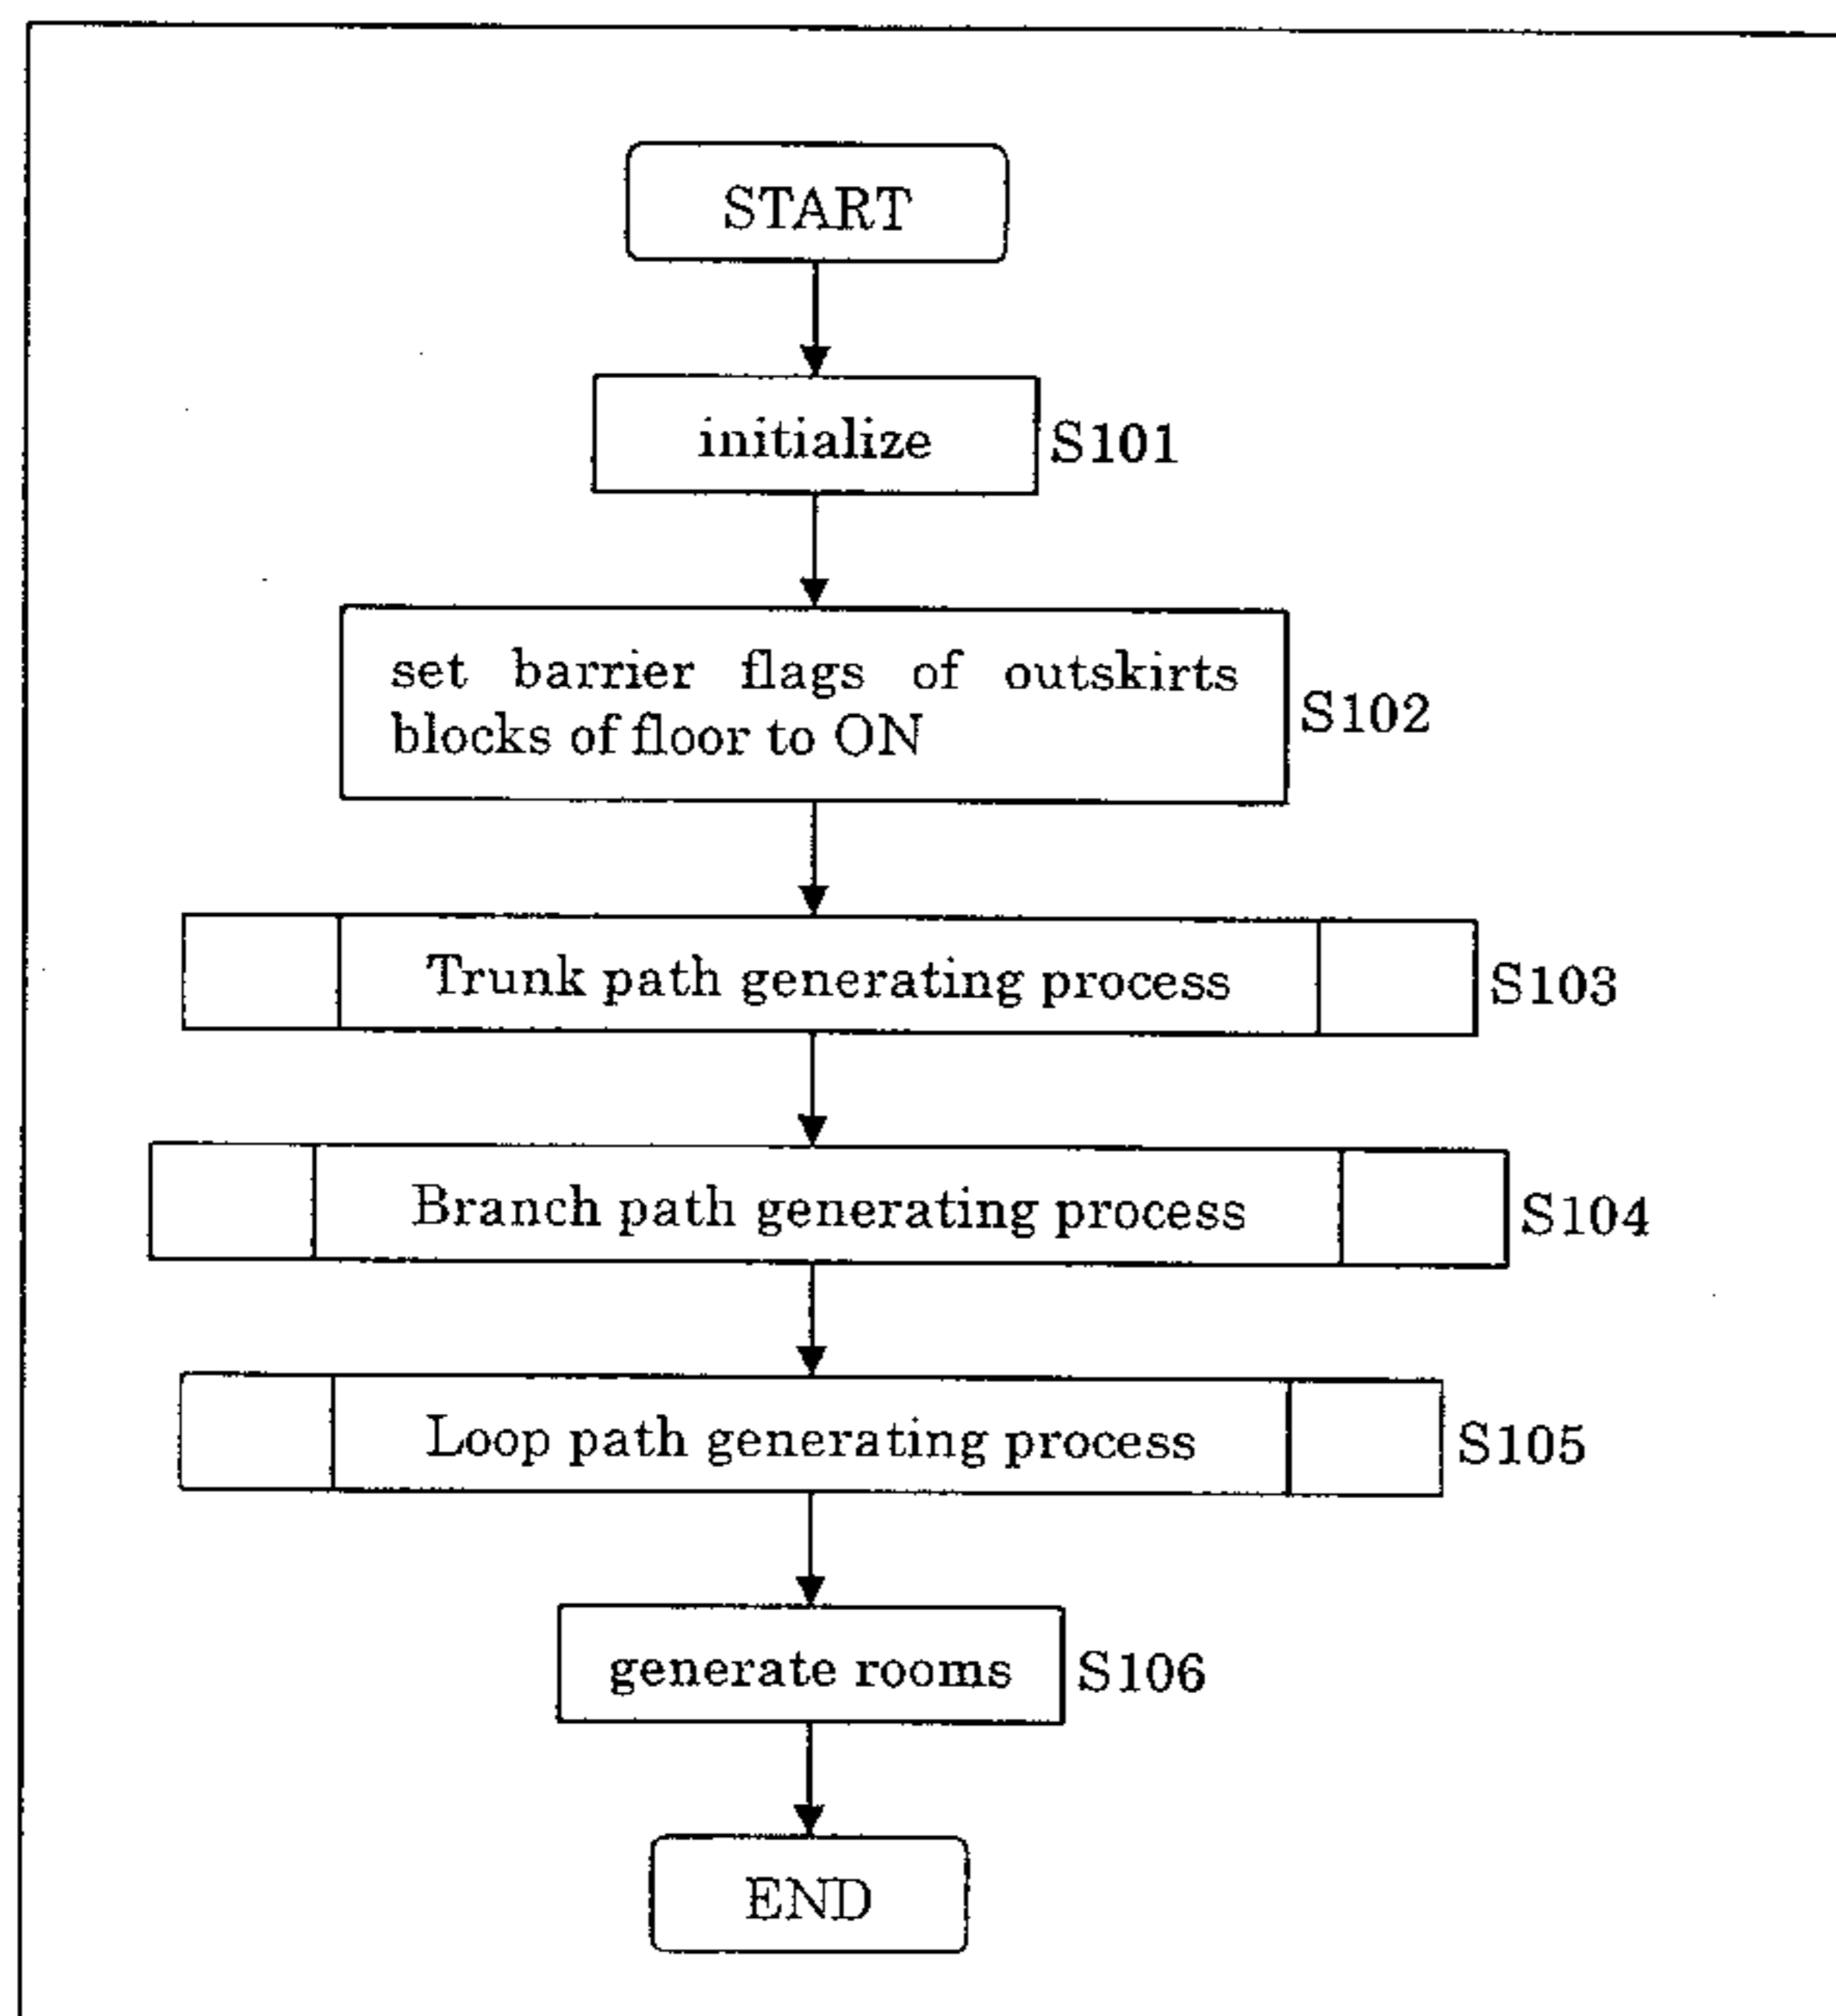 START
initialize
S101
set barrier flags of outskirts
blocks of floor to ON
S102
Trunk path generating process
S103
Branch path generating process
S104
Loop path generating process
S105
generate rooms
S106
END